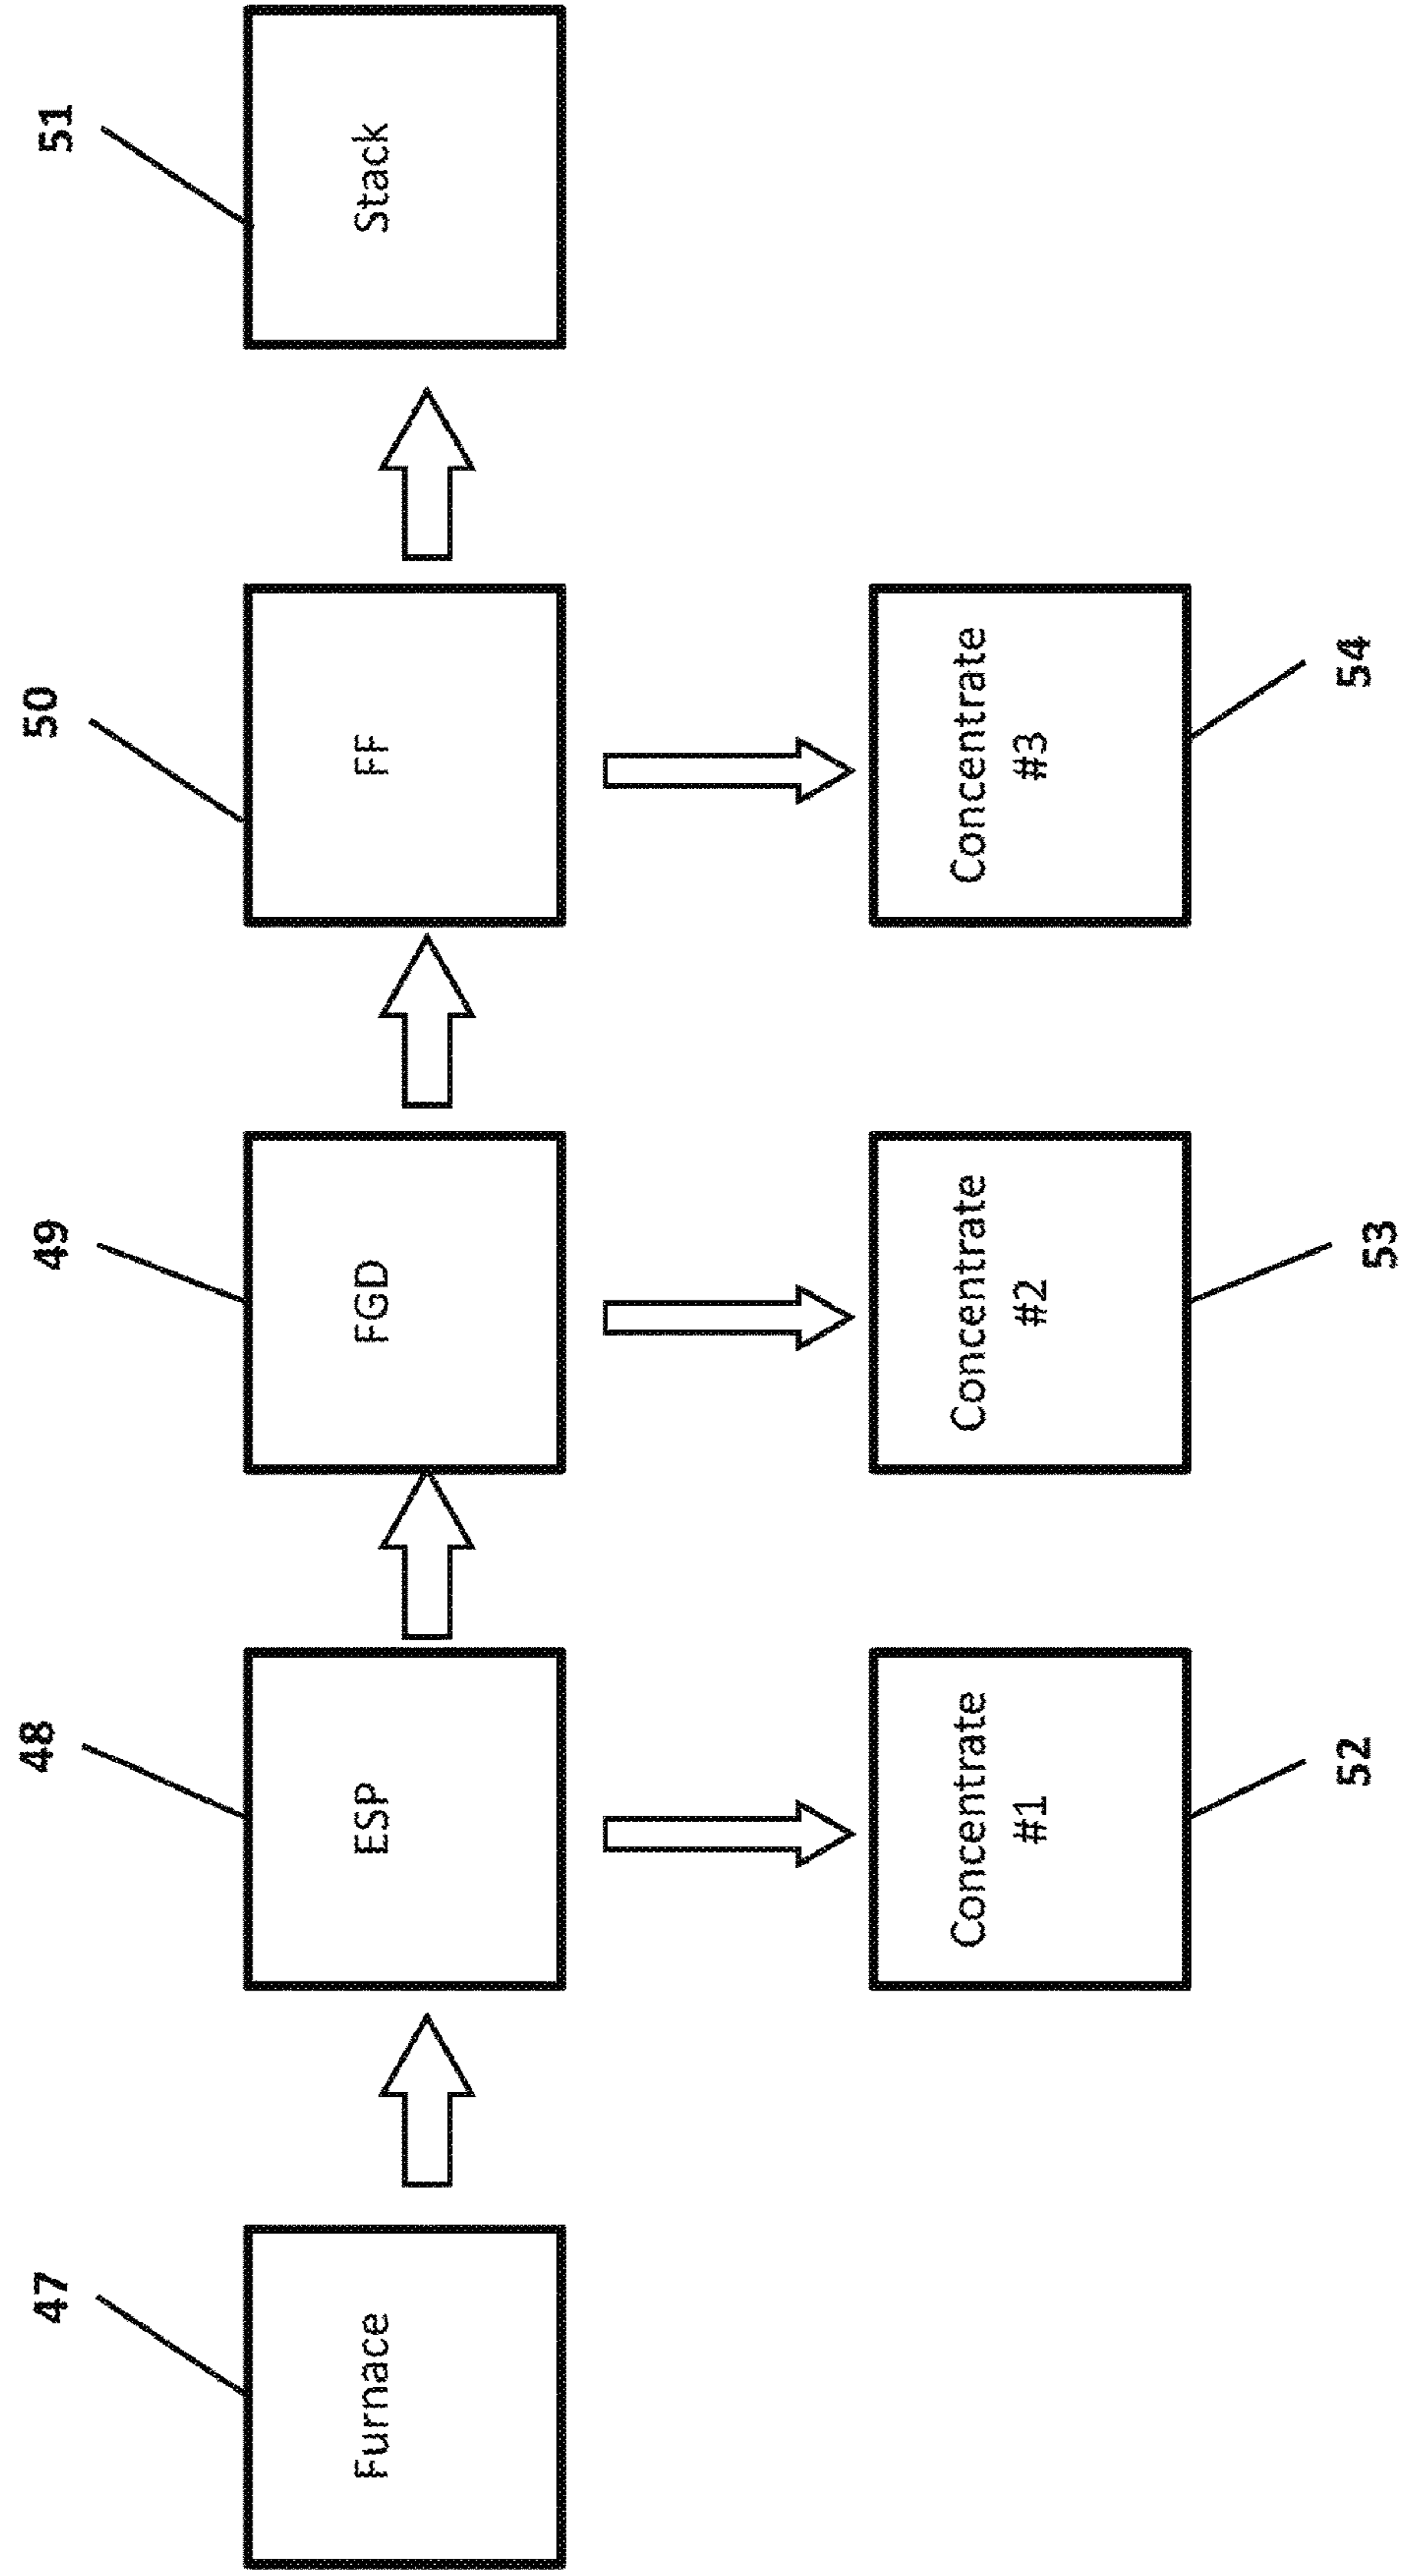 47
48
49
50
51
Furnace
ESP
FGD
FF
Stack
Concentrate
#1
Concentrate
#2
Concentrate
#3
52
53
54